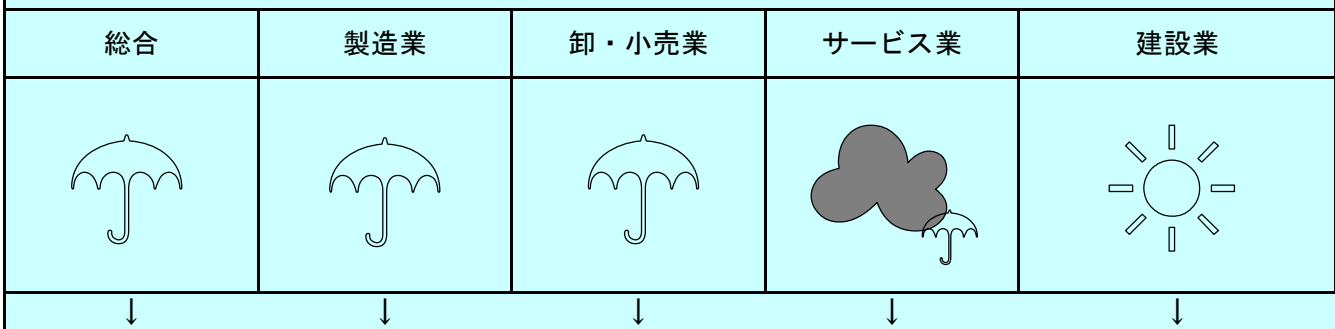 総合 製造業 卸・小売業 サービス業 建設業
↓ ↓ ↓ ↓ ↓